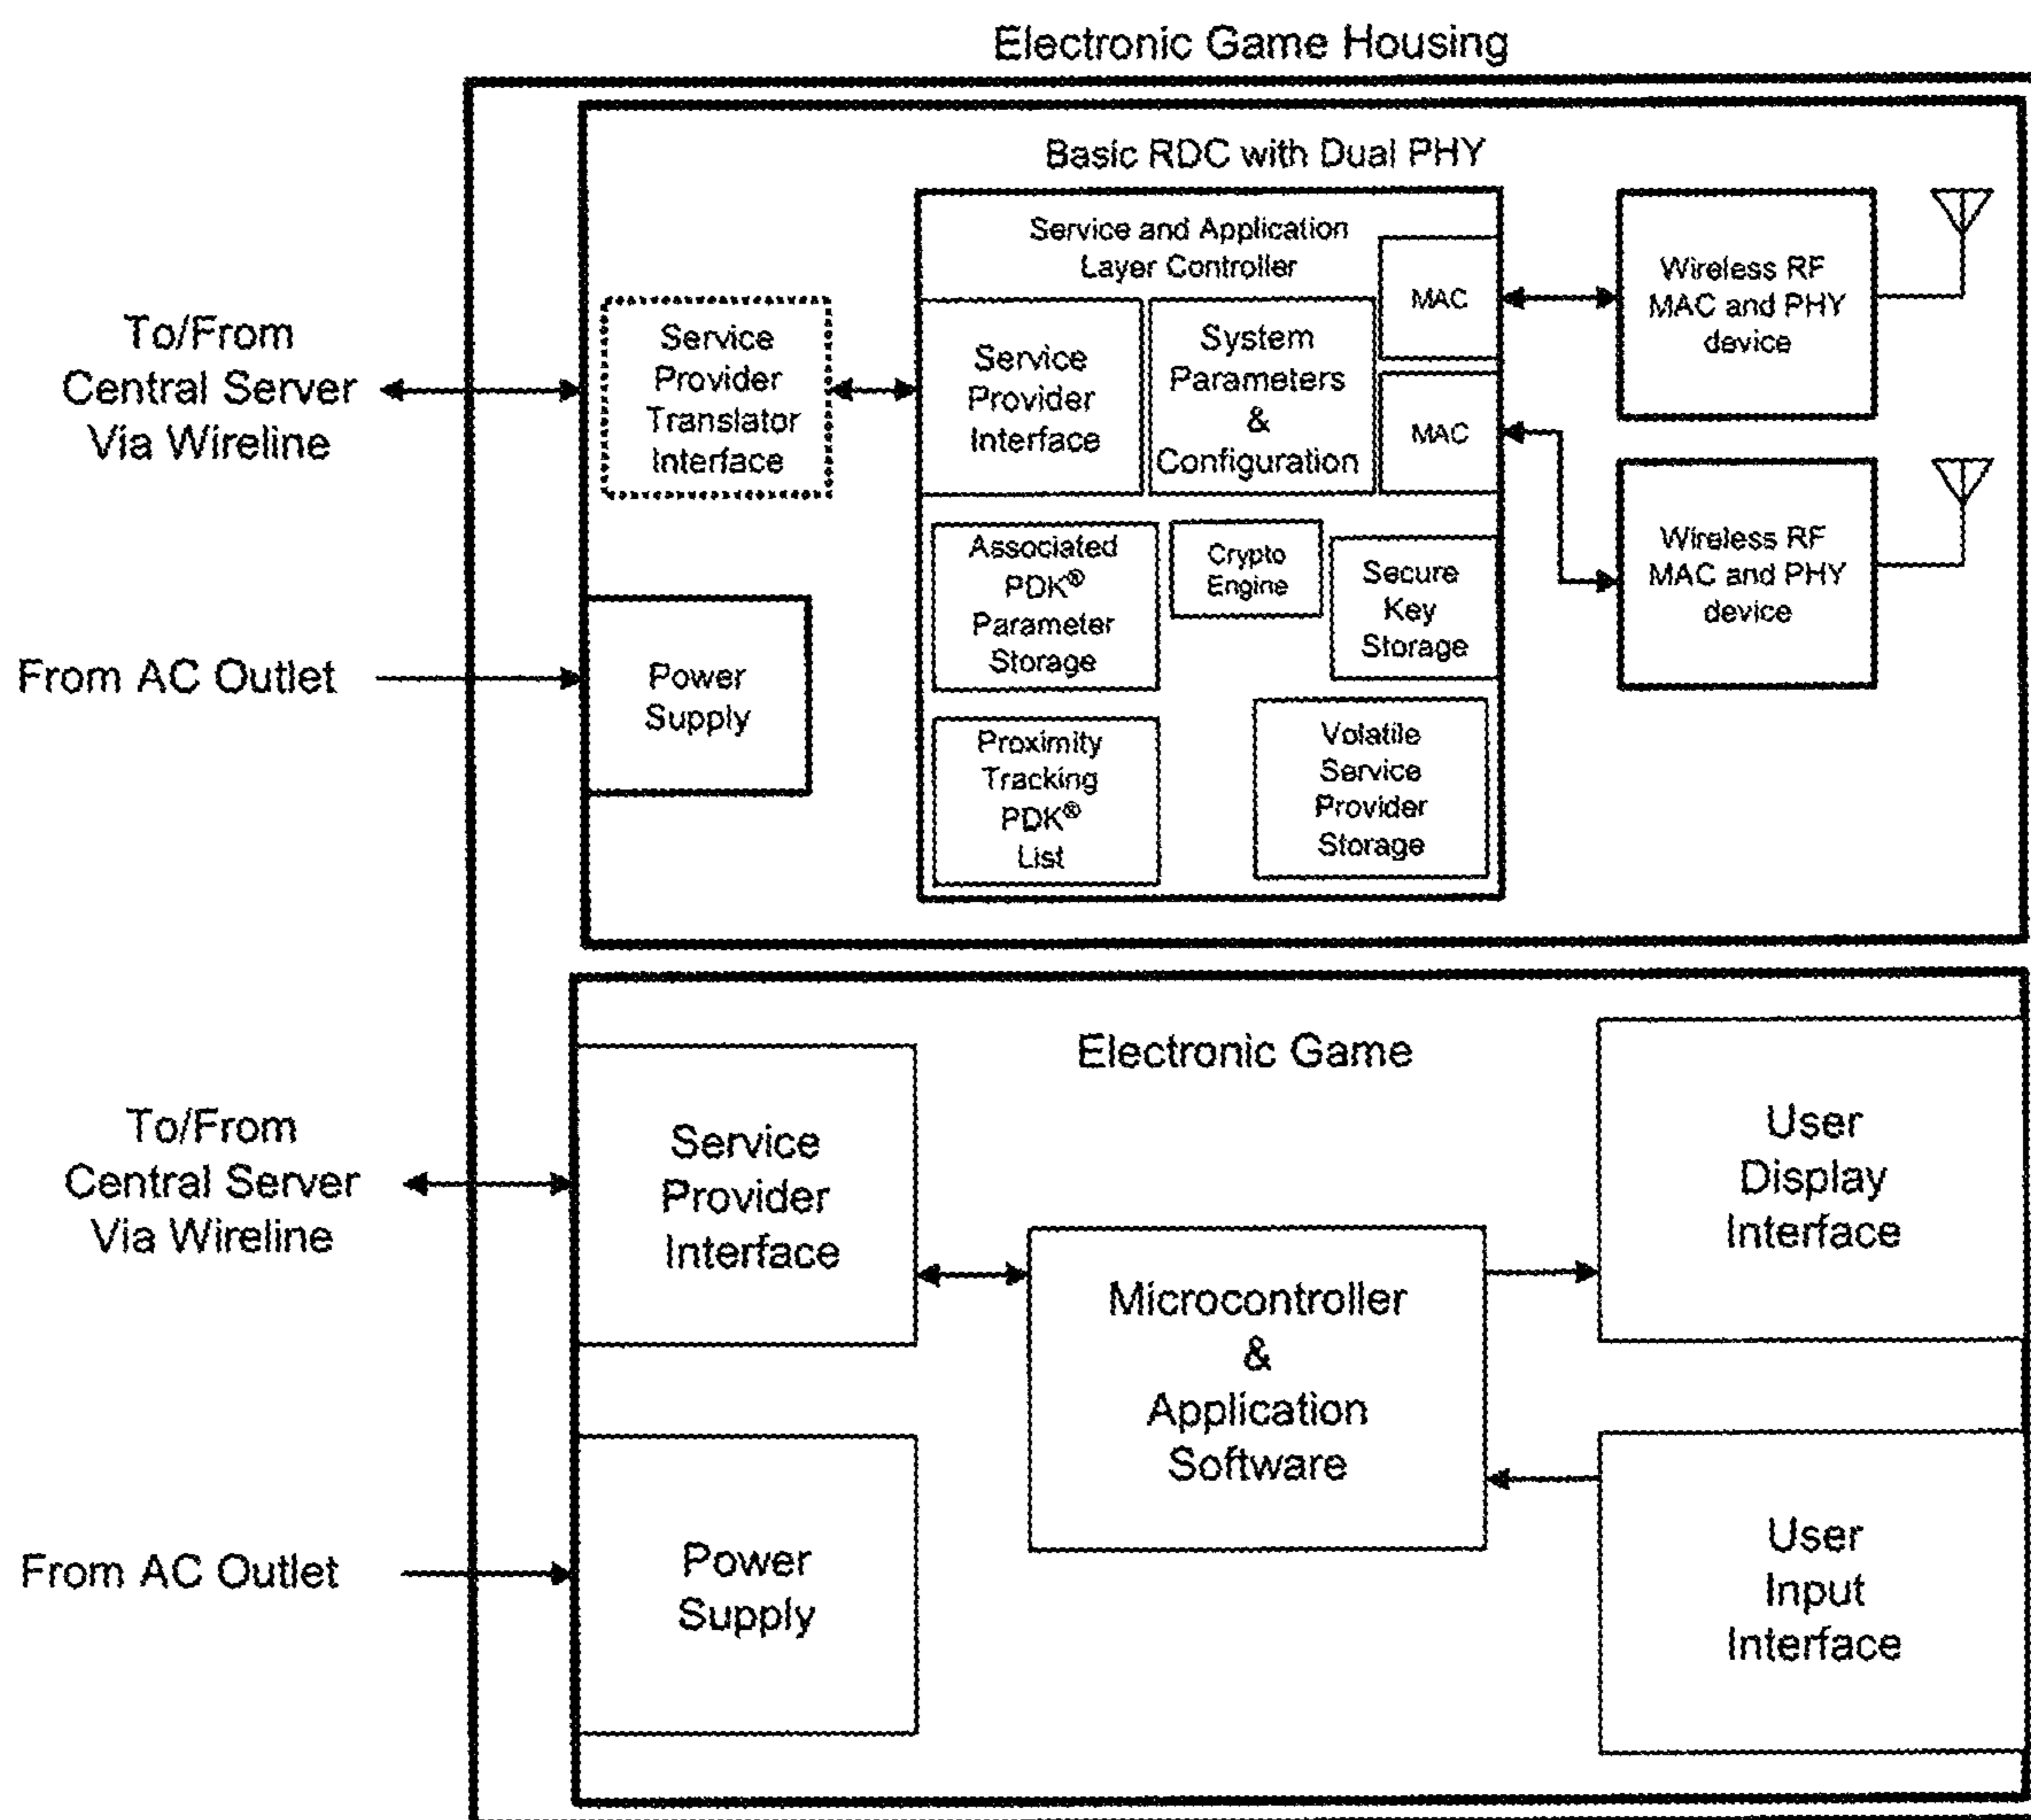 Electronic Game Housing
Basic RDC with Dual PHY
To/From
Central Server
Via Wireline
Service
Provider
Translator
Interface
Service and Application
Layer Controller
Service
Provider
Interface
System
Parameters
&
Configuration
MAC
MAC
Wireless RF
MAC and PHY
device
Wireless RF
MAC and PHY
device
From AC Outlet
Power
Supply
Associated
PDK®
Parameter
Storage
Crypto
Engine
Secure
Key
Storage
Proximity
Tracking
PDK®
List
Volatile
Service
Provider
Storage
Electronic Game
To/From
Central Server
Via Wireline
Service
Provider
Interface
Microcontroller
&
Application
Software
User
Display
Interface
From AC Outlet
Power
Supply
User
Input
Interface